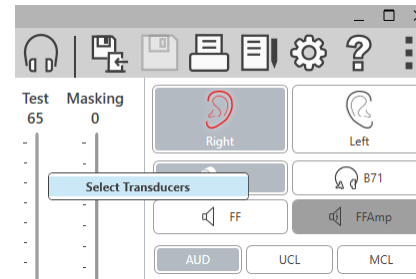 Test Masking
65 0
Right Left
Select Transducers
B71
FF FFAmp
AUD UCL MCL